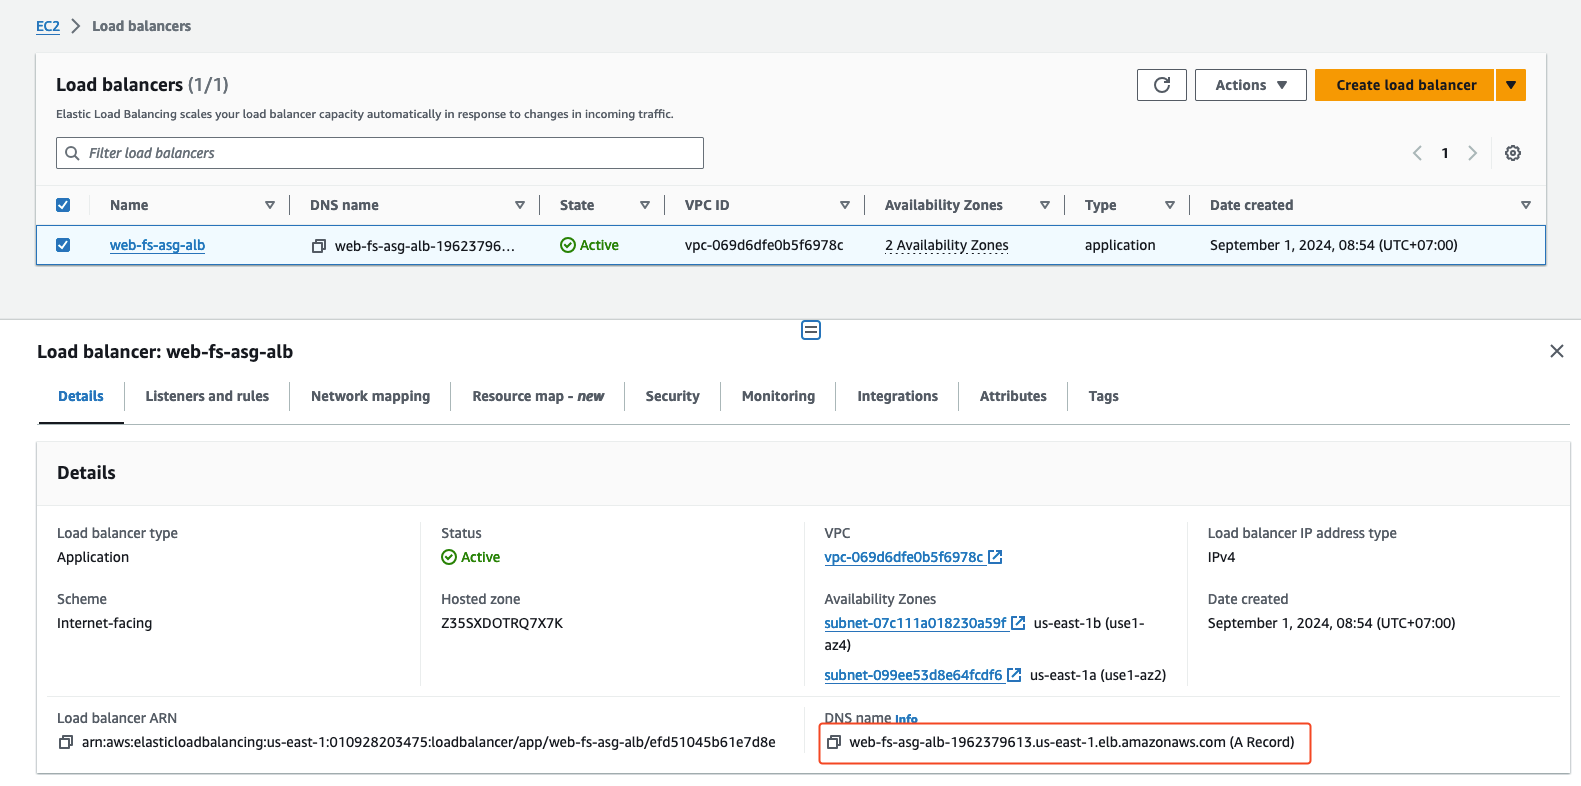 EC2 > Load balancers
Load balancers (1/1)
Actions
Create load balancer
Elastic Load Balancing scales your load balancer capacity automatically in response to changes in incoming traffic.
Filter load balancers
1
Name DNS name State VPC ID Availability Zones Type Date created
web-fs-asg-alb web-fs-asg-alb-19623796... Active vpc-069d6dfe0b5f6978c 2 Availability Zones application September 1, 2024, 08:54 (UTC+07:00)
Load balancer: web-fs-asg-alb
Details Listeners and rules Network mapping Resource map - new Security Monitoring Integrations Attributes Tags
Details
Load balancer type
Application
Status
Active
VPC
vpc-069d6dfe0b5f6978c
Load balancer IP address type
IPv4
Scheme
Internet-facing
Hosted zone
Z35SXDOTRQ7X7K
Availability Zones
subnet-07c111a018230a59f us-east-1b (use1-
az4)
subnet-099ee53d8e64fcdf6 us-east-1a (use1-az2)
Date created
September 1, 2024, 08:54 (UTC+07:00)
Load balancer ARN
arn:aws:elasticloadbalancing:us-east-1:010928203475:loadbalancer/app/web-fs-asg-alb/efd51045b61e7d8e
DNS name Info
web-fs-asg-alb-1962379613.us-east-1.elb.amazonaws.com (A Record)